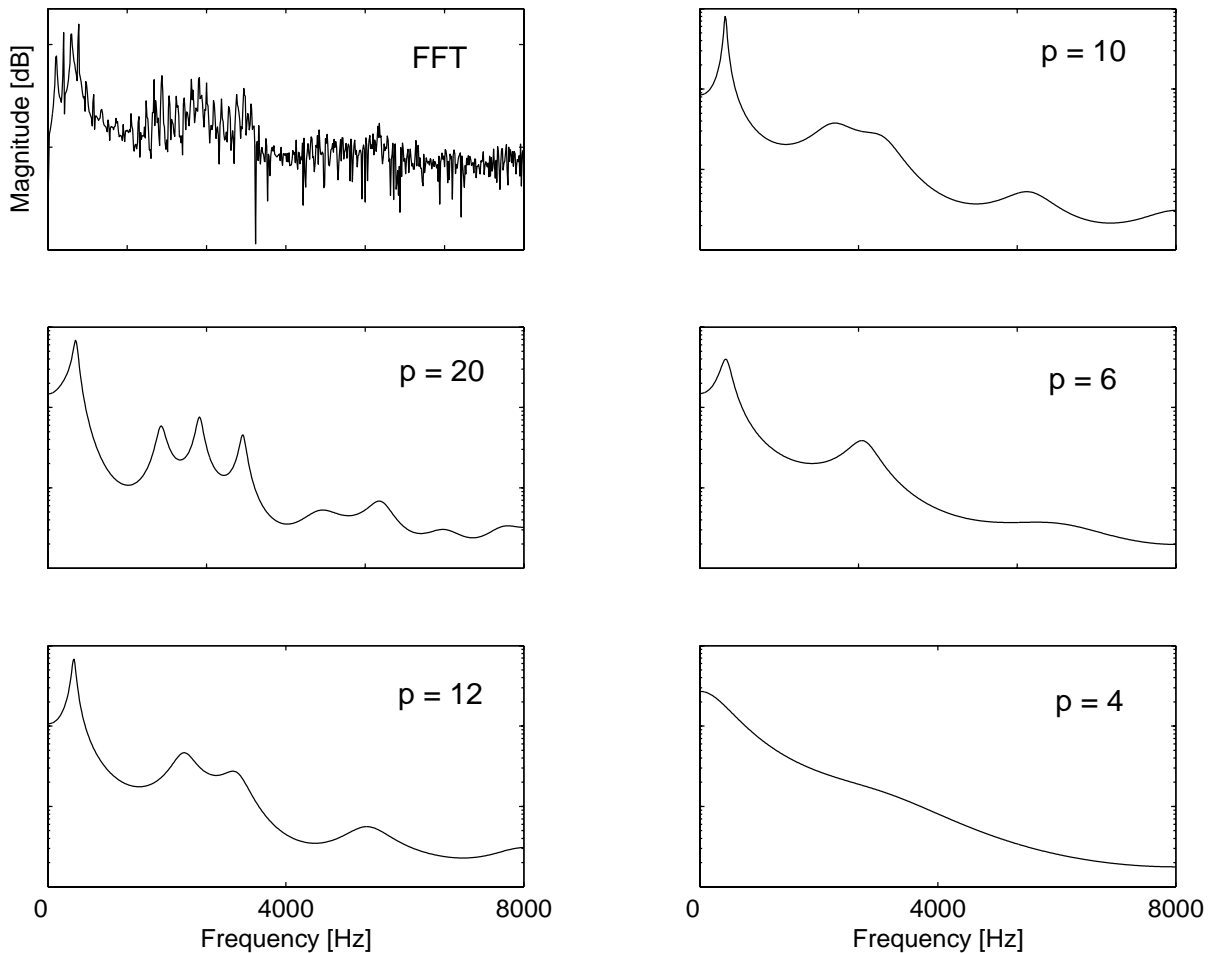 Magnitude [dB]
FFT
p = 10
p = 20
p = 6
p = 12
p = 4
0 4000 8000
Frequency [Hz]
0 4000 8000
Frequency [Hz]